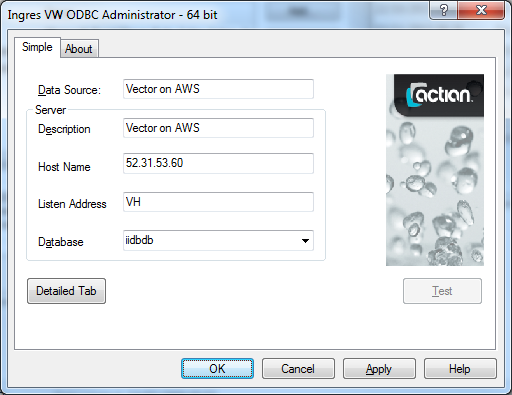 Ingres VW ODBC Administrator - 64 bit
Simple
About
Data Source:
Vector on AWS
Server
Description
Vector on AWS
Host Name
52.31.53.60
Listen Address
VH
Database
iidbdb
actian
Detailed Tab
Test
OK
Cancel
Apply
Help